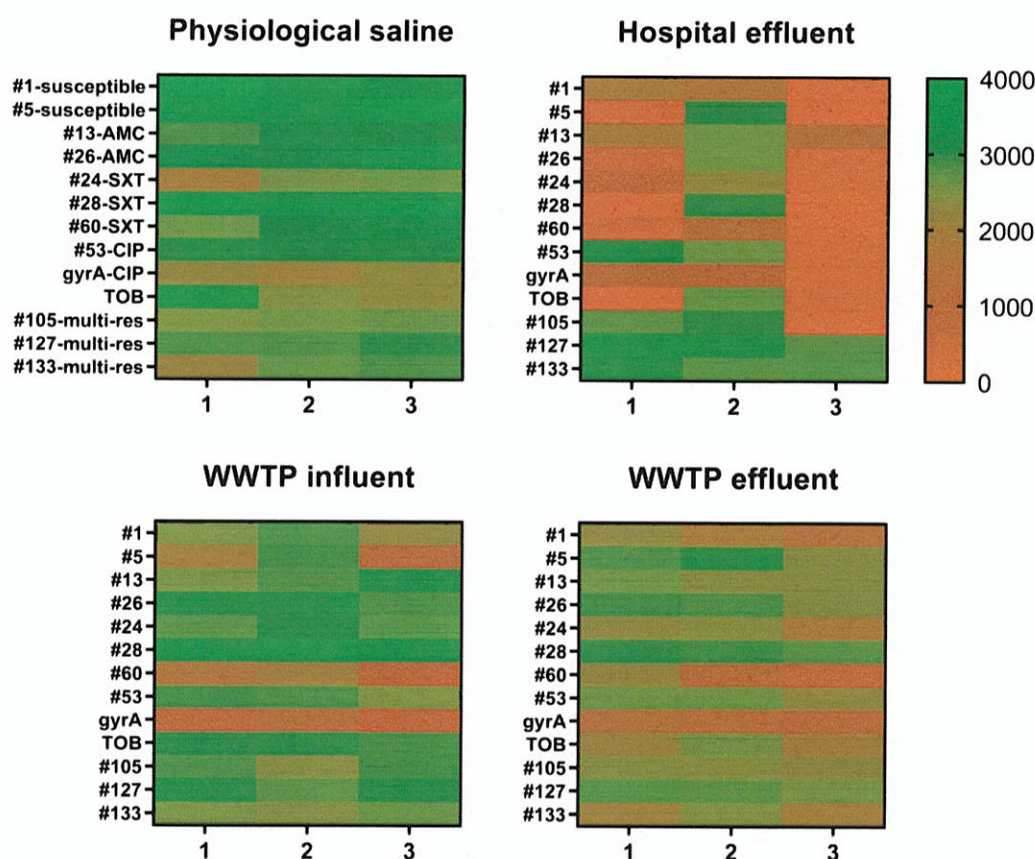 Physiological saline
#1-susceptible
#5-susceptible
#13-AMC
#26-AMC
#24-SXT
#28-SXT
#60-SXT
#53-CIP
gyrA-CIP
TOB
#105-multi-res
#127-multi-res
#133-multi-res
1 2 3
Hospital effluent
#1
#5
#13
#26
#24
#28
#60
#53
gyrA
TOB
#105
#127
#133
1 2 3
4000
3000
2000
1000
0
WWTP influent
#1
#5
#13
#26
#24
#28
#60
#53
gyrA
TOB
#105
#127
#133
1 2 3
WWTP effluent
#1
#5
#13
#26
#24
#28
#60
#53
gyrA
TOB
#105
#127
#133
1 2 3